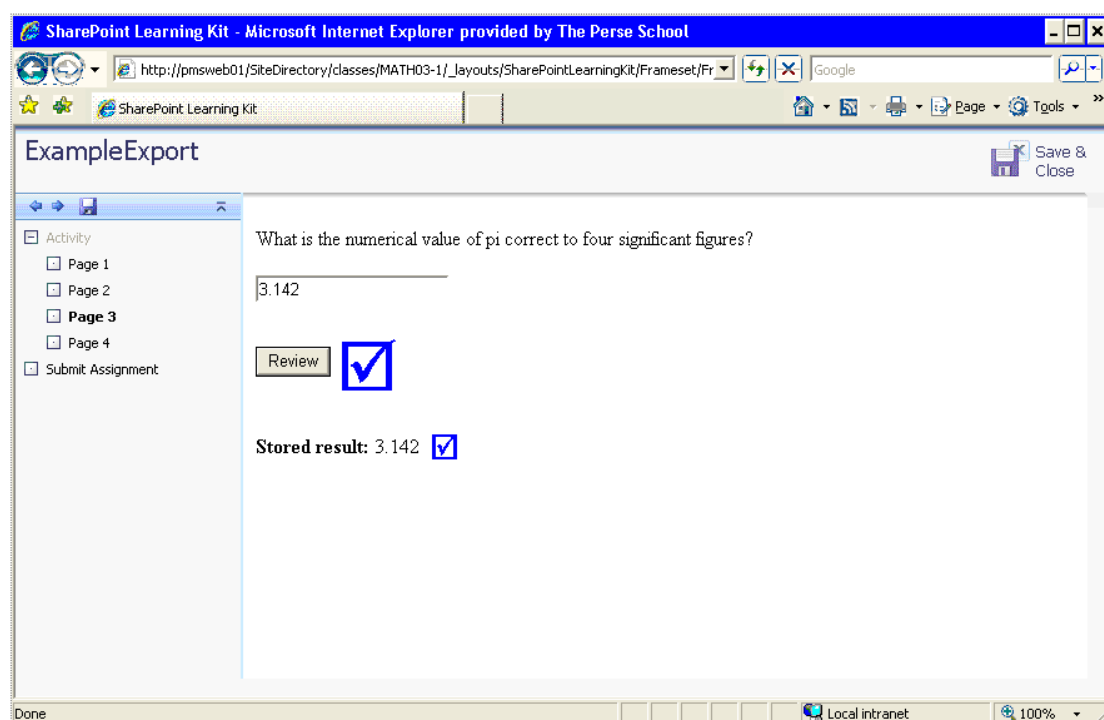 SharePoint Learning Kit - Microsoft Internet Explorer provided by The Perse School
http://pmsweb01/SiteDirectory/classes/MATH03-1/_layouts/SharePointLearningKit/Frameset/Fr
Google
SharePoint Learning Kit
Page
Tools
»
ExampleExport
Save &
Close
Activity
Page 1
Page 2
Page 3
Page 4
Submit Assignment
What is the numerical value of pi correct to four significant figures?
3.142
Review
Stored result: 3.142
Done
Local intranet
100%